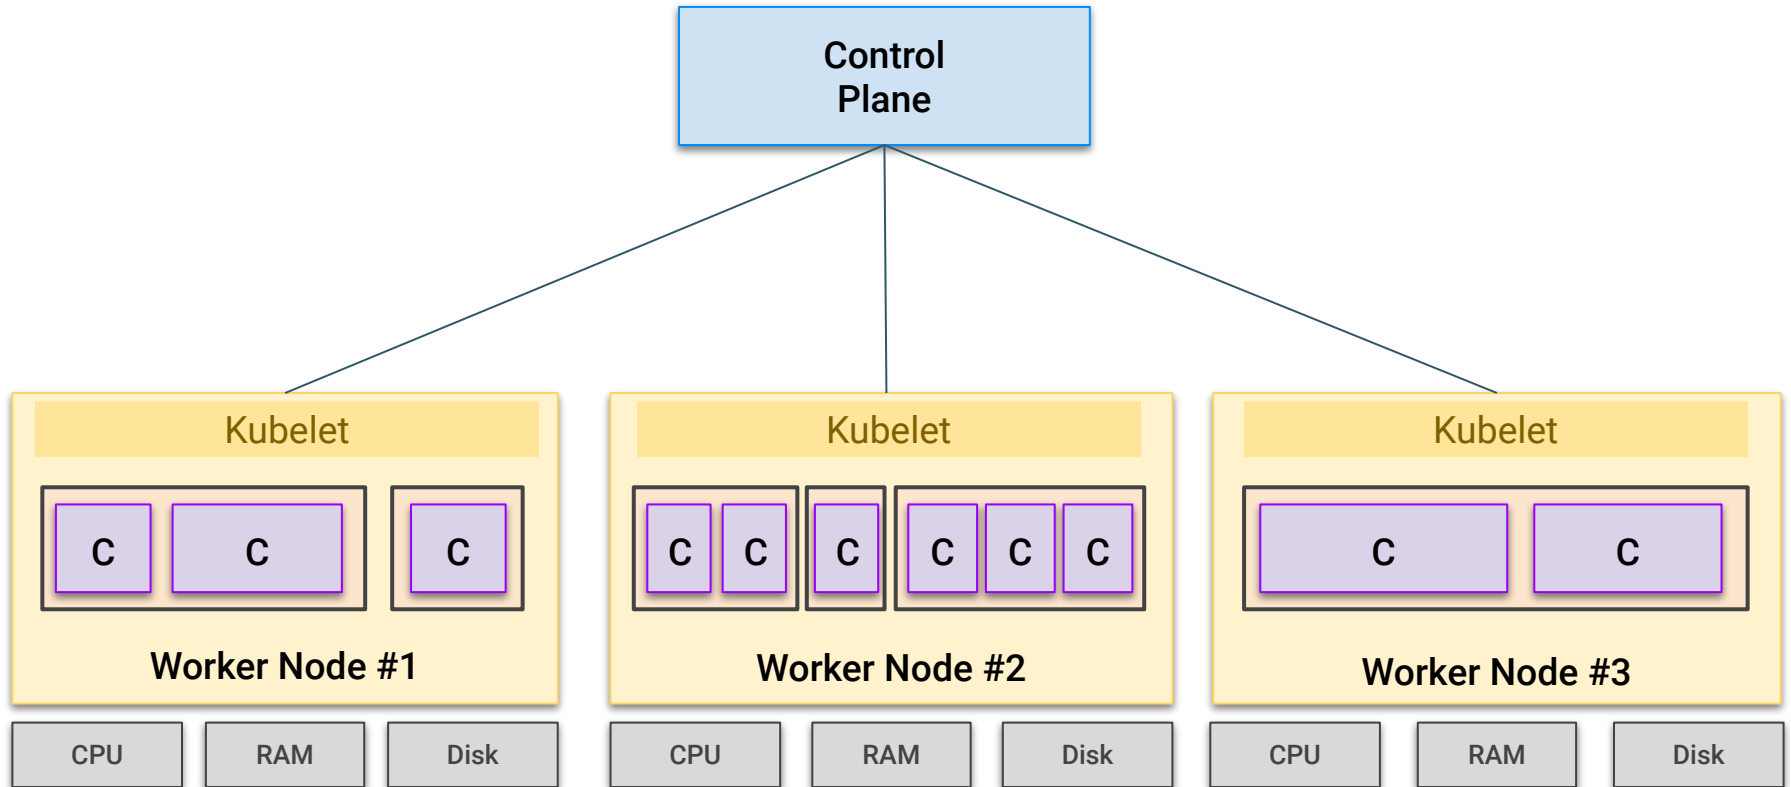 Control
Plane
Kubelet
Kubelet
Kubelet
C
C
C
C
C
C
C
C
C
C
C
Worker Node #1
Worker Node #2
Worker Node #3
CPU
RAM
Disk
CPU
RAM
Disk
CPU
RAM
Disk